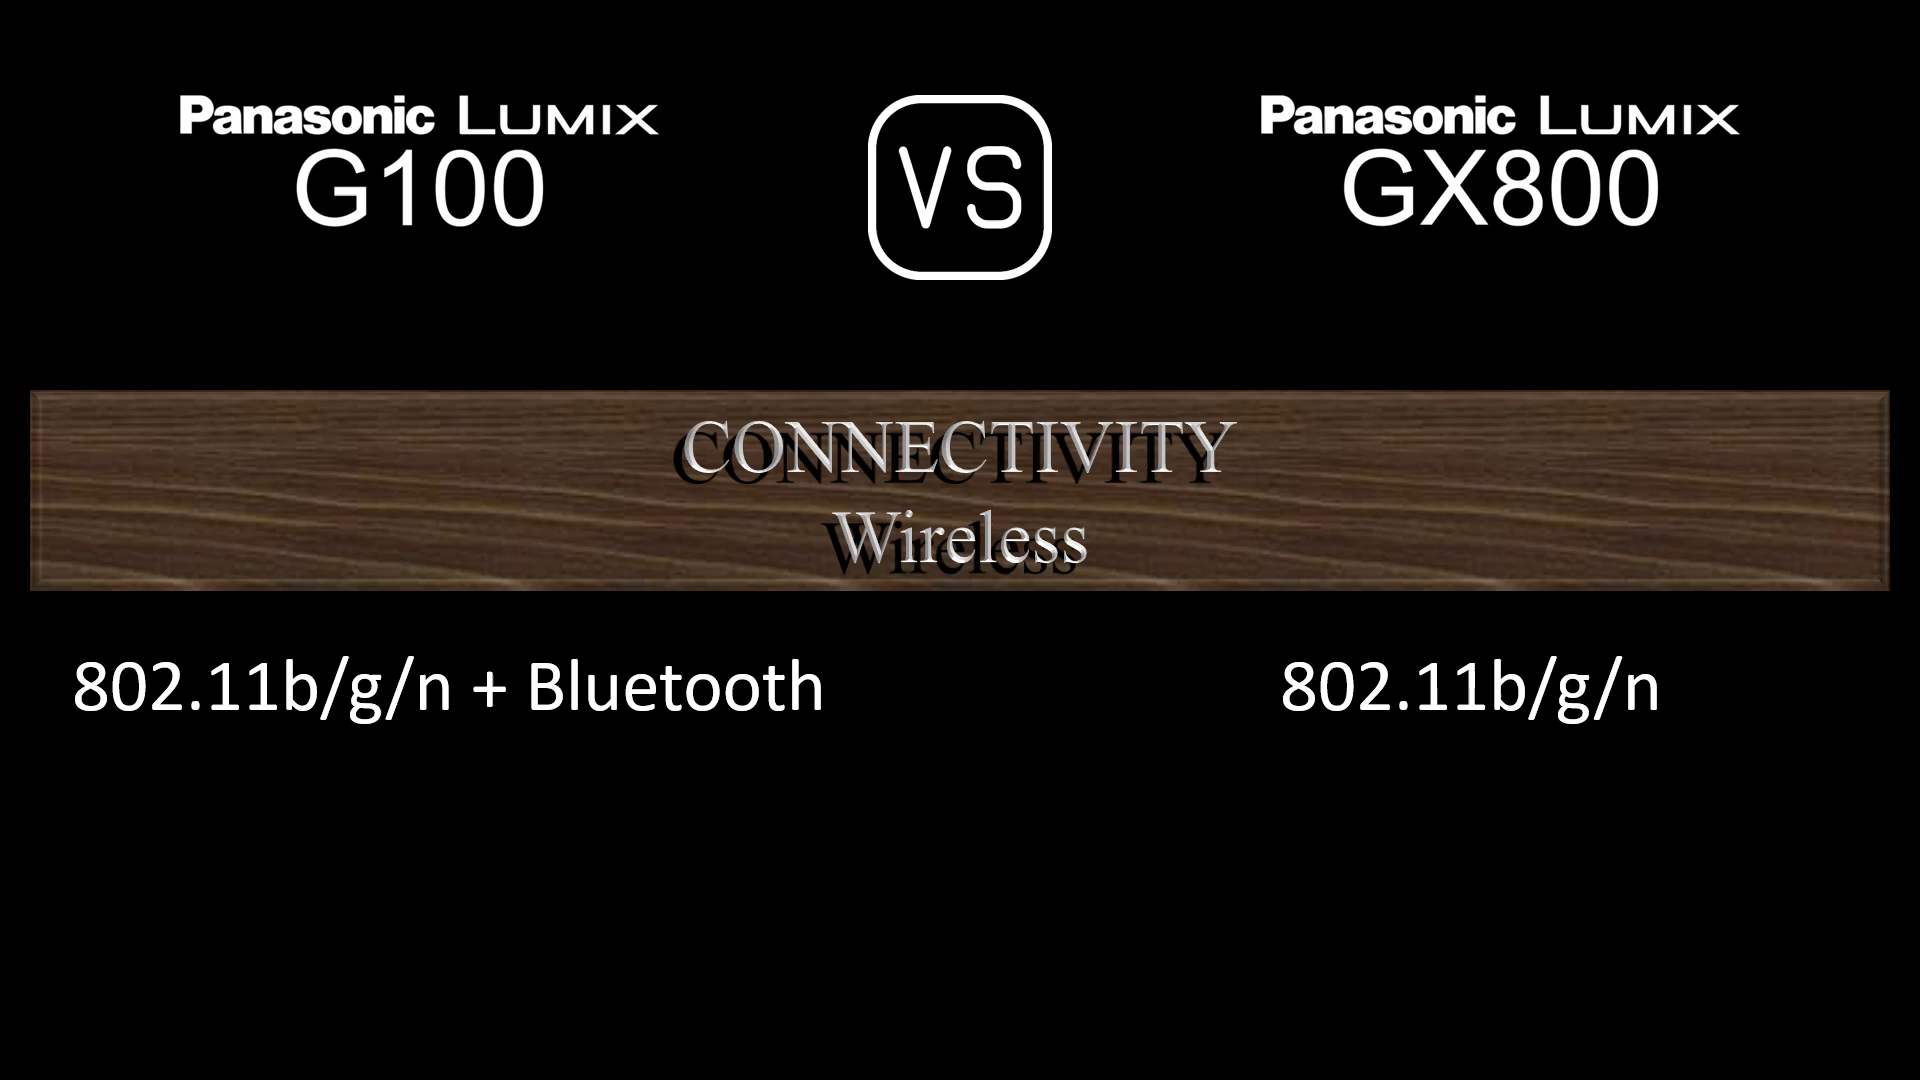 Panasonic LUMIX
G100
VS
Panasonic LUMIX
GX800
CONNECTIVITY
Wireless
802.11b/g/n + Bluetooth
802.11b/g/n